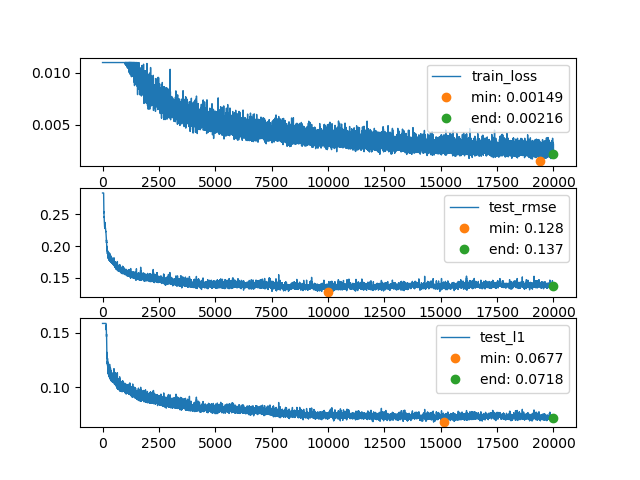 0.010
0.005
train_loss
min: 0.00149
end: 0.00216
0 2500 5000 7500 10000 12500 15000 17500 20000
0.25
0.20
0.15
test_rmse
min: 0.128
end: 0.137
0 2500 5000 7500 10000 12500 15000 17500 20000
0.15
0.10
test_l1
min: 0.0677
end: 0.0718
0 2500 5000 7500 10000 12500 15000 17500 20000